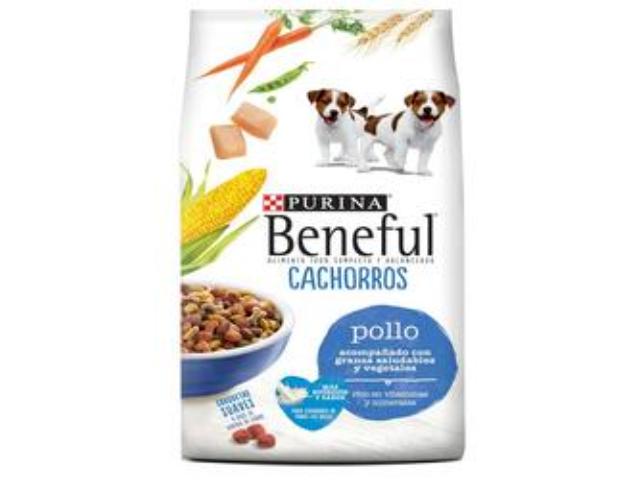 PURINA
Beneful
ALIMENTO 100% COMPLETO Y BALANCEADO
CACHORROS
pollo
acompañado con
granos saludables
y vegetales
rico en vitaminas
y minerales
CROQUETAS
SUAVES